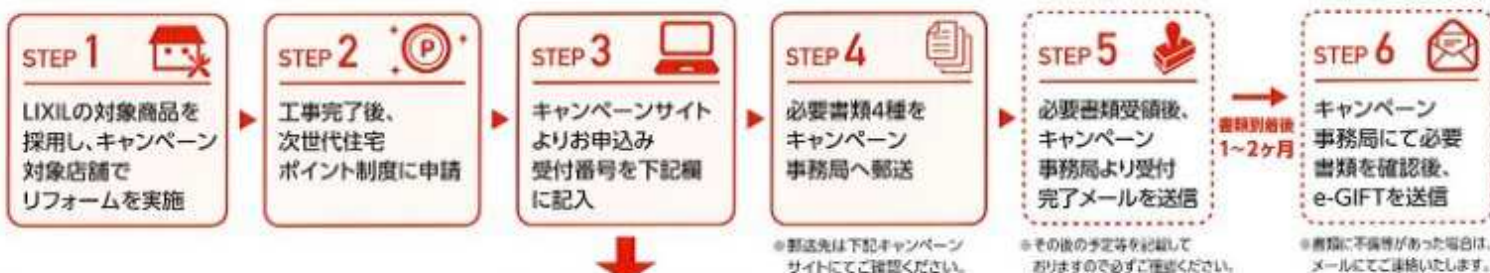 STEP 1
LIXILの対象商品を
採用し、キャンペーン
対象店舗で
リフォームを実施
STEP 2
P
工事完了後、
次世代住宅
ポイント制度に申請
STEP 3
キャンペーンサイト
よりお申込み
受付番号を下記欄
に記入
STEP 4
必要書類4種を
キャンペーン
事務局へ郵送
※郵送先は下記キャンペーン
サイトにてご確認ください。
STEP 5
必要書類受領後、
キャンペーン
事務局より受付
完了メールを送信
※その後の予定等を記載して
おりますので必ずご確認ください。
書類到着後
1~2ヶ月
STEP 6
キャンペーン
事務局にて必要
書類を確認後、
e-GIFTを送信
※書類に不備等があった場合は、
メールにてご連絡いたします。